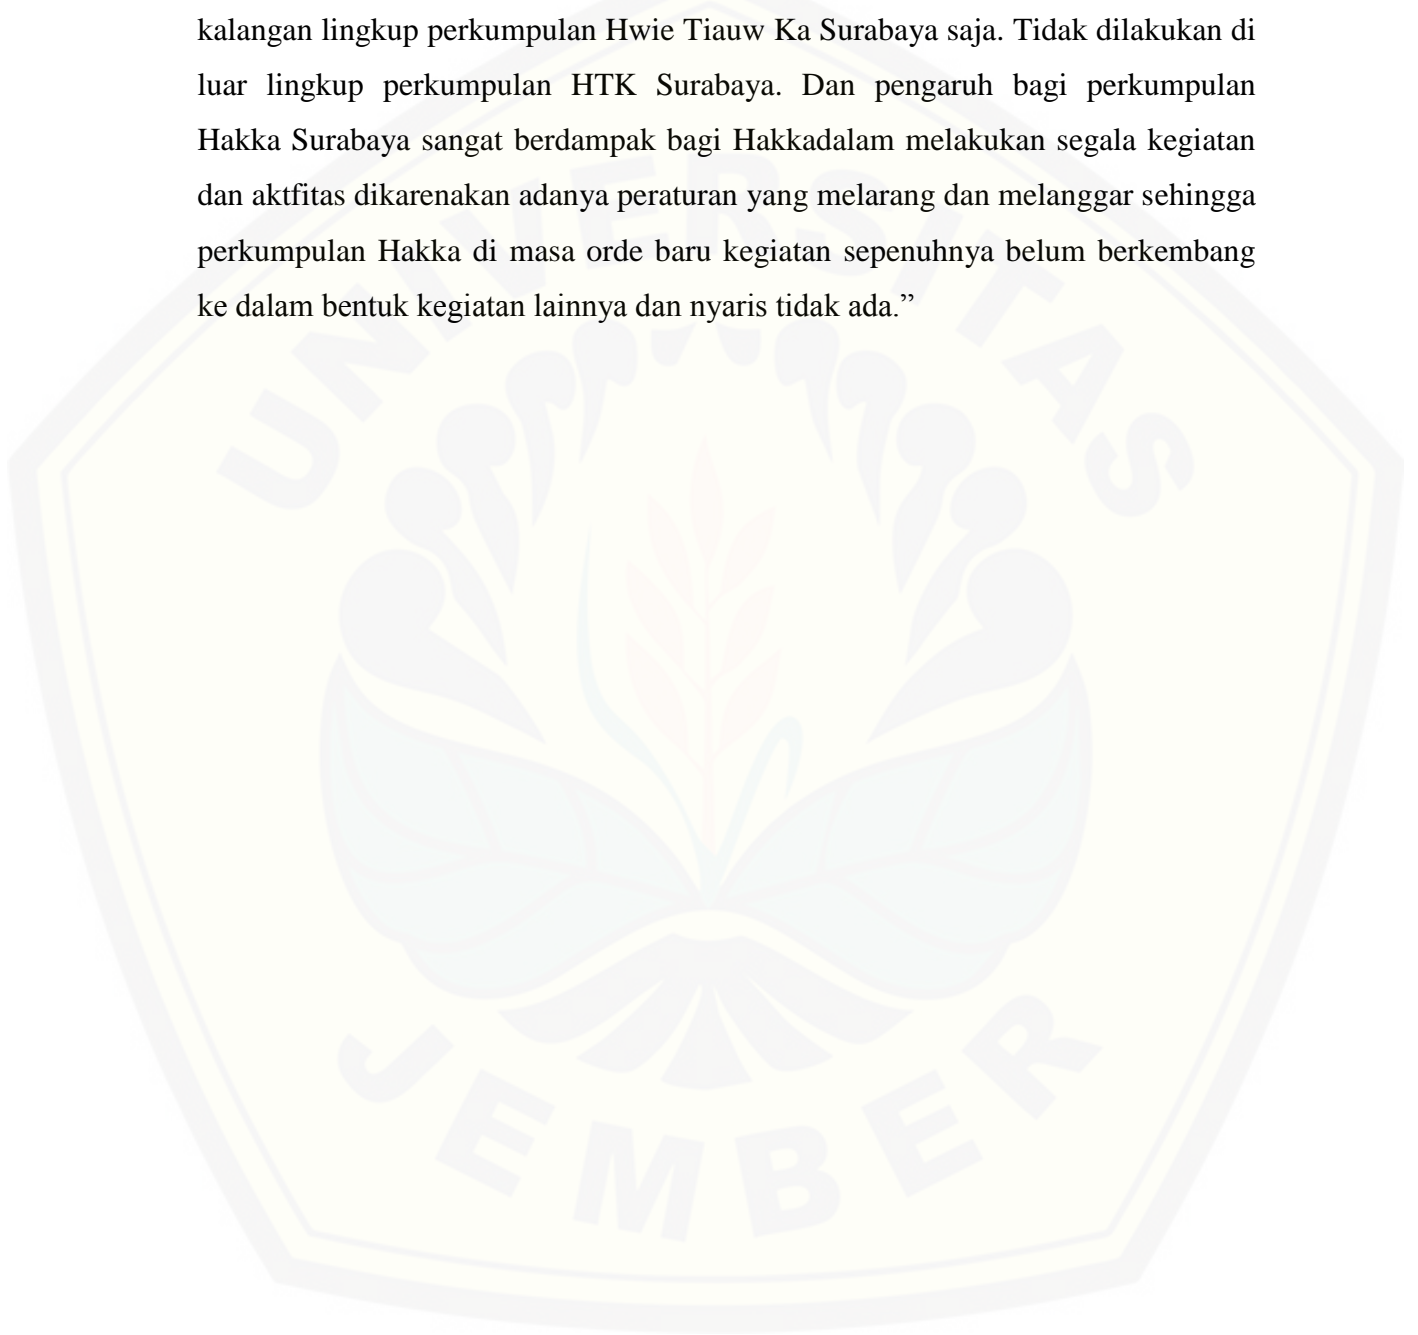 kalangan lingkup perkumpulan Hwie Tiauw Ka Surabaya saja. Tidak dilakukan di
luar lingkup perkumpulan HTK Surabaya. Dan pengaruh bagi perkumpulan
Hakka Surabaya sangat berdampak bagi Hakkadalam melakukan segala kegiatan
dan aktfitas dikarenakan adanya peraturan yang melarang dan melanggar sehingga
perkumpulan Hakka di masa orde baru kegiatan sepenuhnya belum berkembang
ke dalam bentuk kegiatan lainnya dan nyaris tidak ada.”
UNIVERSITAS
JEMBER